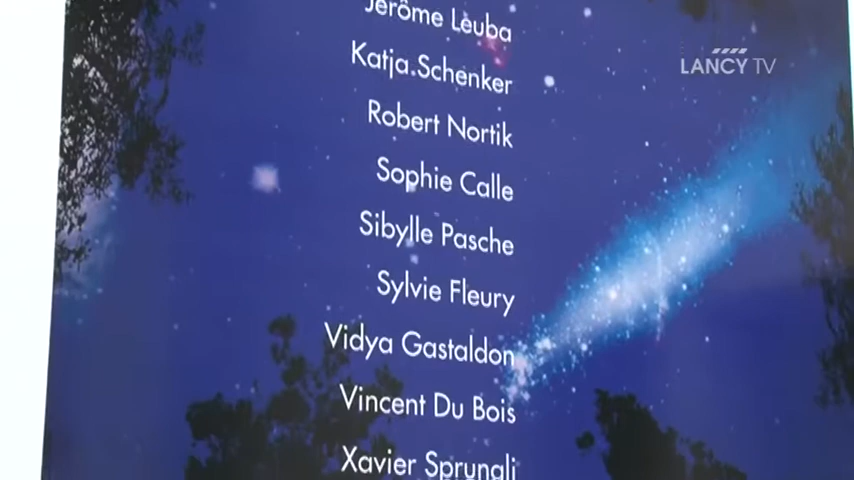 Jérôme Leuba
LANCY TV
Katja Schenker
Robert Nortik
Sophie Calle
Sibylle Pasche
Sylvie Fleury
Vidya Gastaldon
Vincent Du Bois
Xavier Sprungli